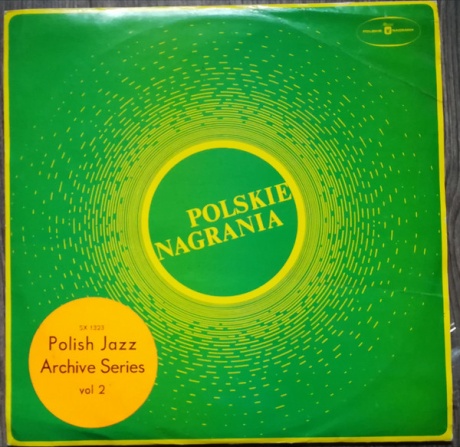 POLSKIE
NAGRANIA
SX 1323
Polish Jazz
Archive Series
vol 2